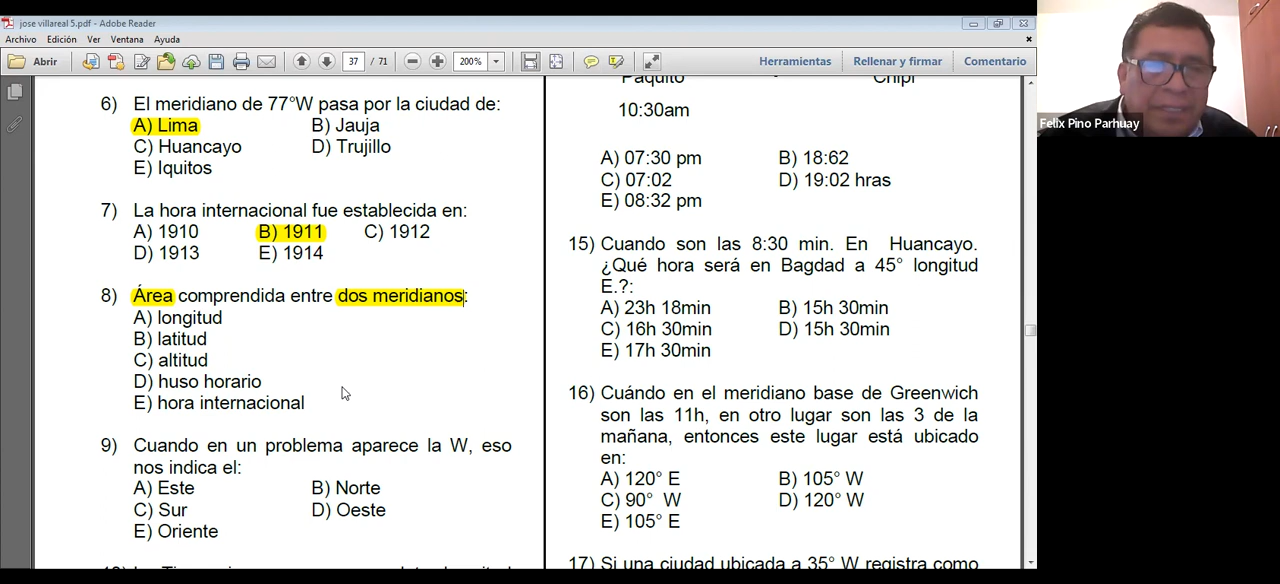 jose villareal 5.pdf - Adobe Reader
Archivo Edición Ver Ventana Ayuda
Abrir 37 / 71 200% Herramientas Rellenar y firmar Comentario
6) El meridiano de 77°W pasa por la ciudad de:
A) Lima B) Jauja
C) Huancayo D) Trujillo
E) Iquitos
7) La hora internacional fue establecida en:
A) 1910 B) 1911 C) 1912
D) 1913 E) 1914
8) Área comprendida entre dos meridianos:
A) longitud
B) latitud
C) altitud
D) huso horario
E) hora internacional
9) Cuando en un problema aparece la W, eso
nos indica el:
A) Este B) Norte
C) Sur D) Oeste
E) Oriente
Paquito Chipi
10:30am
A) 07:30 pm B) 18:62
C) 07:02 D) 19:02 hras
E) 08:32 pm
15) Cuando son las 8:30 min. En Huancayo.
¿Qué hora será en Bagdad a 45° longitud
E.?:
A) 23h 18min B) 15h 30min
C) 16h 30min D) 15h 30min
E) 17h 30min
16) Cuándo en el meridiano base de Greenwich
son las 11h, en otro lugar son las 3 de la
mañana, entonces este lugar está ubicado
en:
A) 120° E B) 105° W
C) 90° W D) 120° W
E) 105° E
17) Si una ciudad ubicada a 35° W registra como
Felix Pino Parhuay